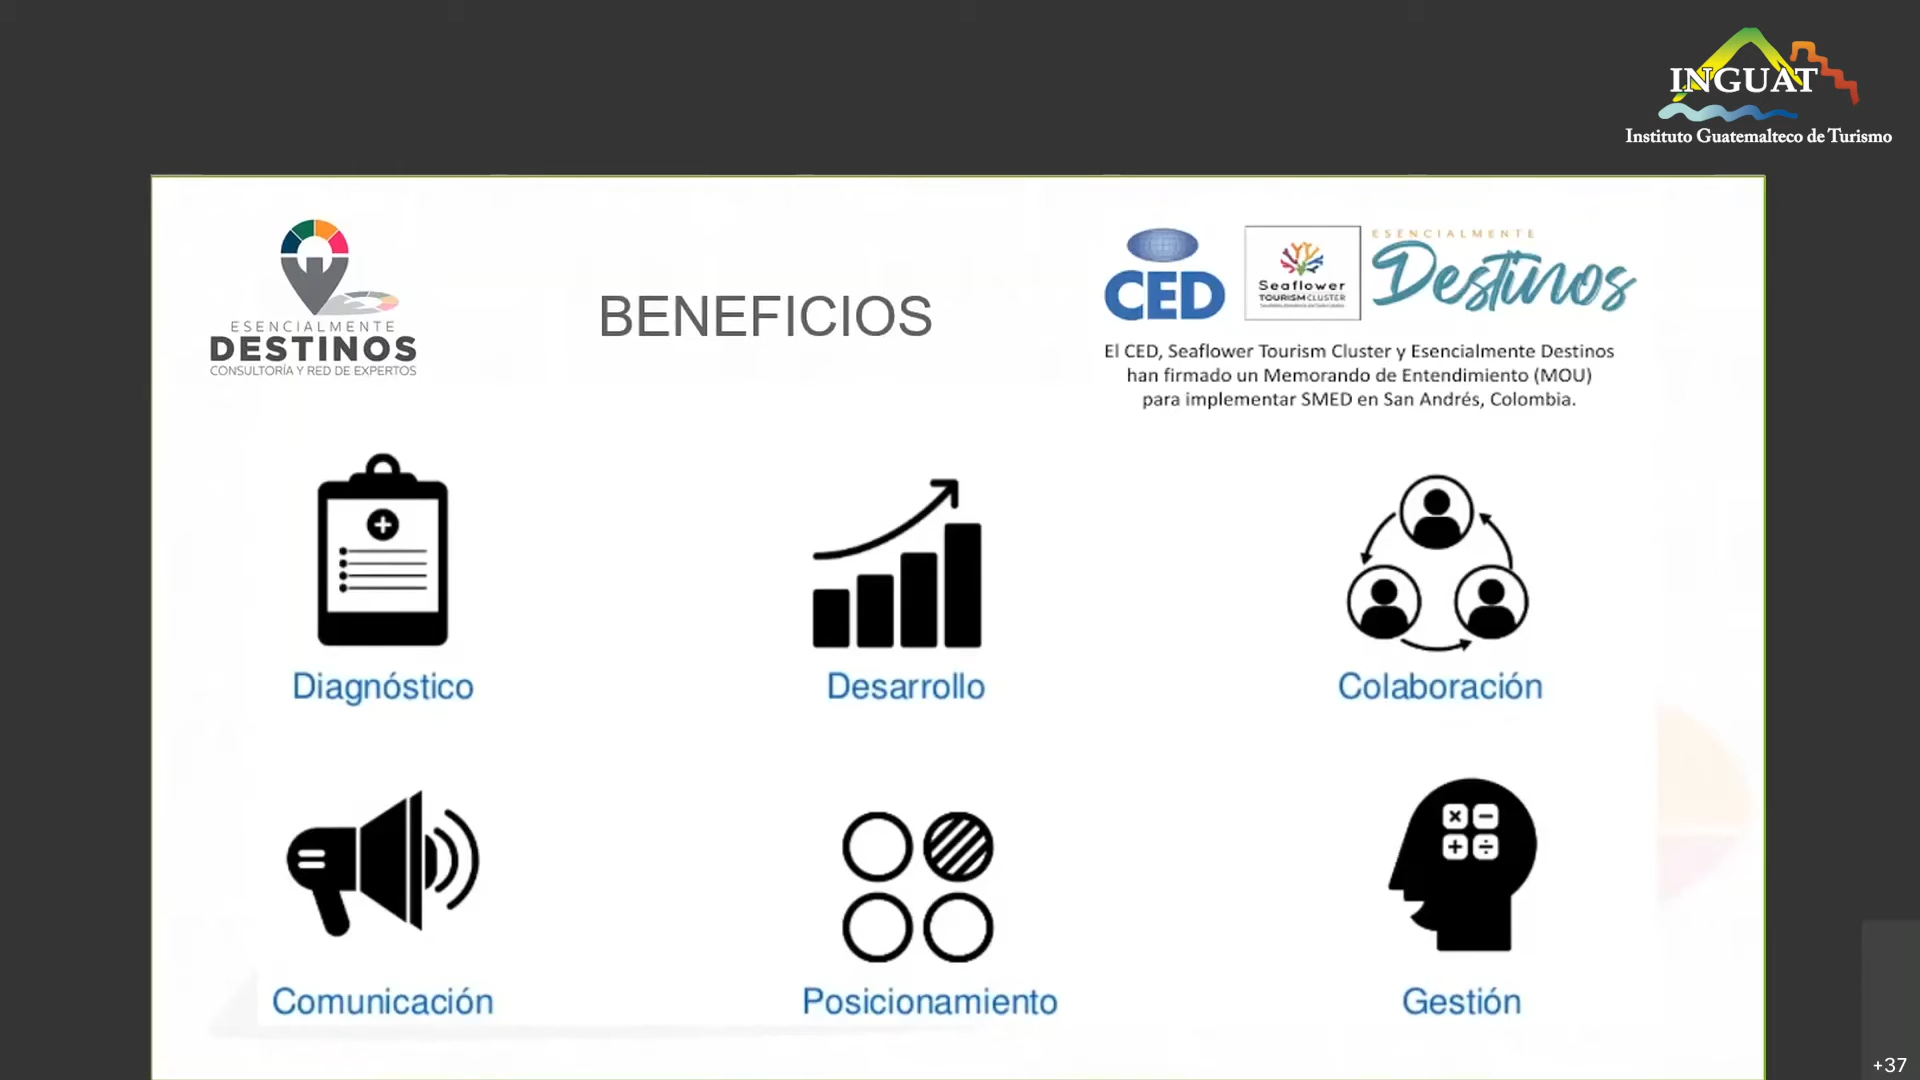 INGUAT
Instituto Guatemalteco de Turismo
ESENCIALMENTE
DESTINOS
CONSULTORÍA Y RED DE EXPERTOS
BENEFICIOS
CED
Seaflower
TOURISM CLUSTER
ESENCIALMENTE
Destinos
El CED, Seaflower Tourism Cluster y Esencialmente Destinos
han firmado un Memorando de Entendimiento (MOU)
para implementar SMED en San Andrés, Colombia.
Diagnóstico
Desarrollo
Colaboración
Comunicación
Posicionamiento
Gestión
+37